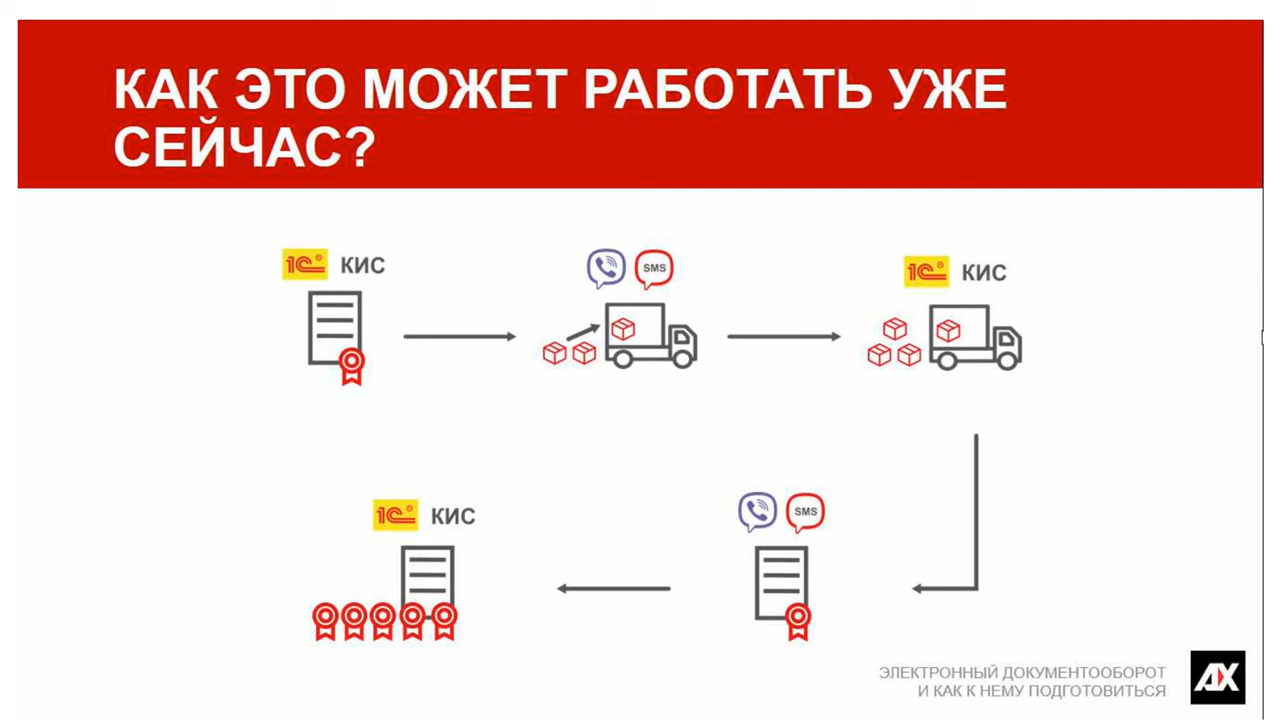 КАК ЭТО МОЖЕТ РАБОТАТЬ УЖЕ
СЕЙЧАС?
1С® КИС
SMS
1С® КИС
1С® КИС
SMS
ЭЛЕКТРОННЫЙ ДОКУМЕНТООБОРОТ
И КАК К НЕМУ ПОДГОТОВИТЬСЯ
ДХ